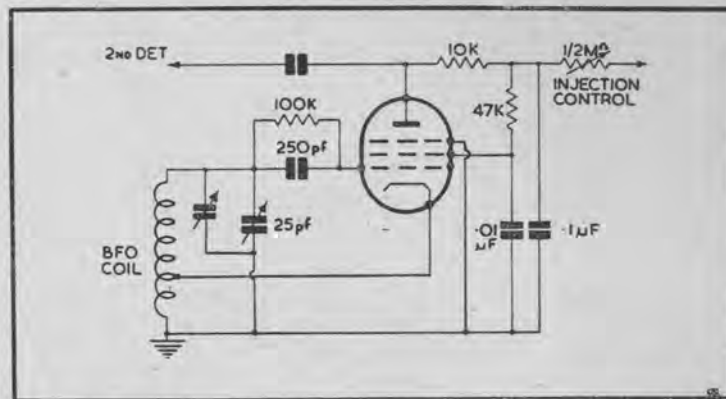 2ND DET
10K
1/2MΩ
INJECTION
CONTROL
100K
47K
250pf
25pf
BFO
COIL
.01
µF
.1µF